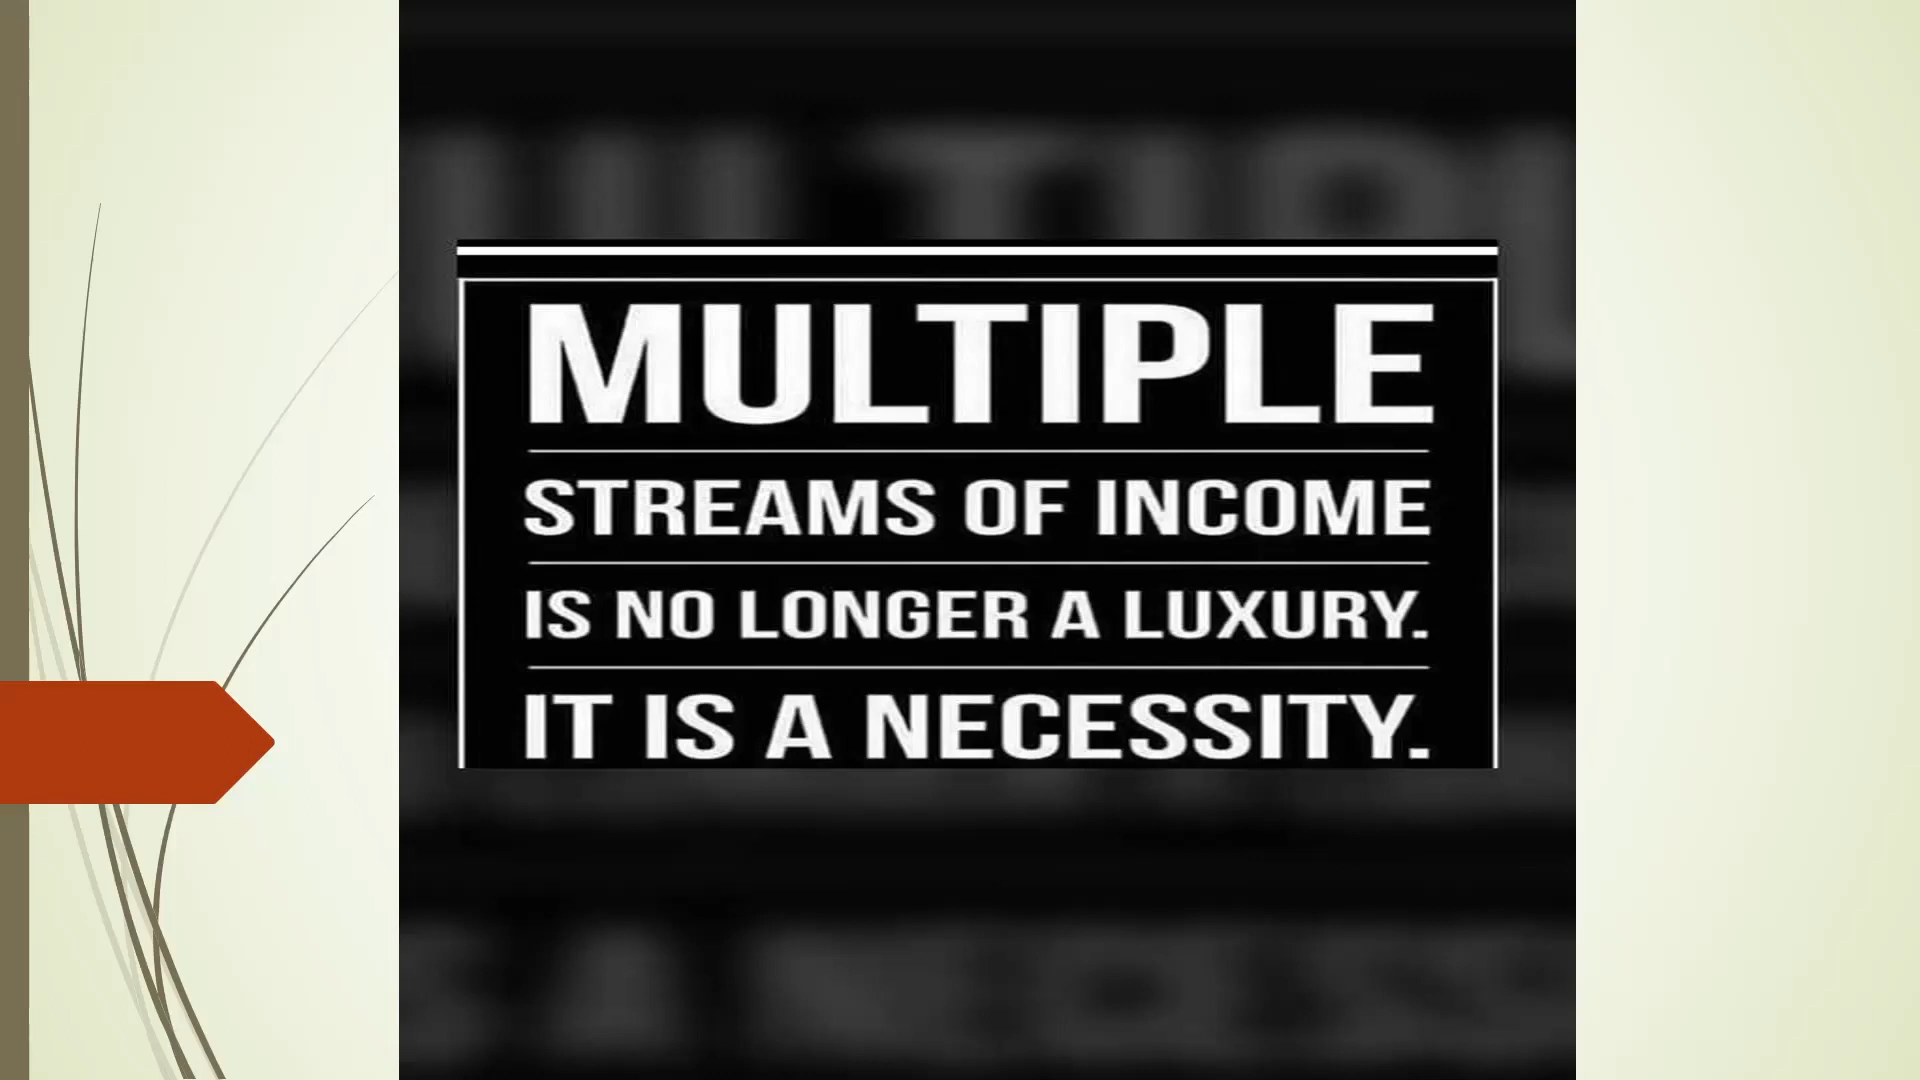 MULTIPLE
STREAMS OF INCOME
IS NO LONGER A LUXURY.
IT IS A NECESSITY.